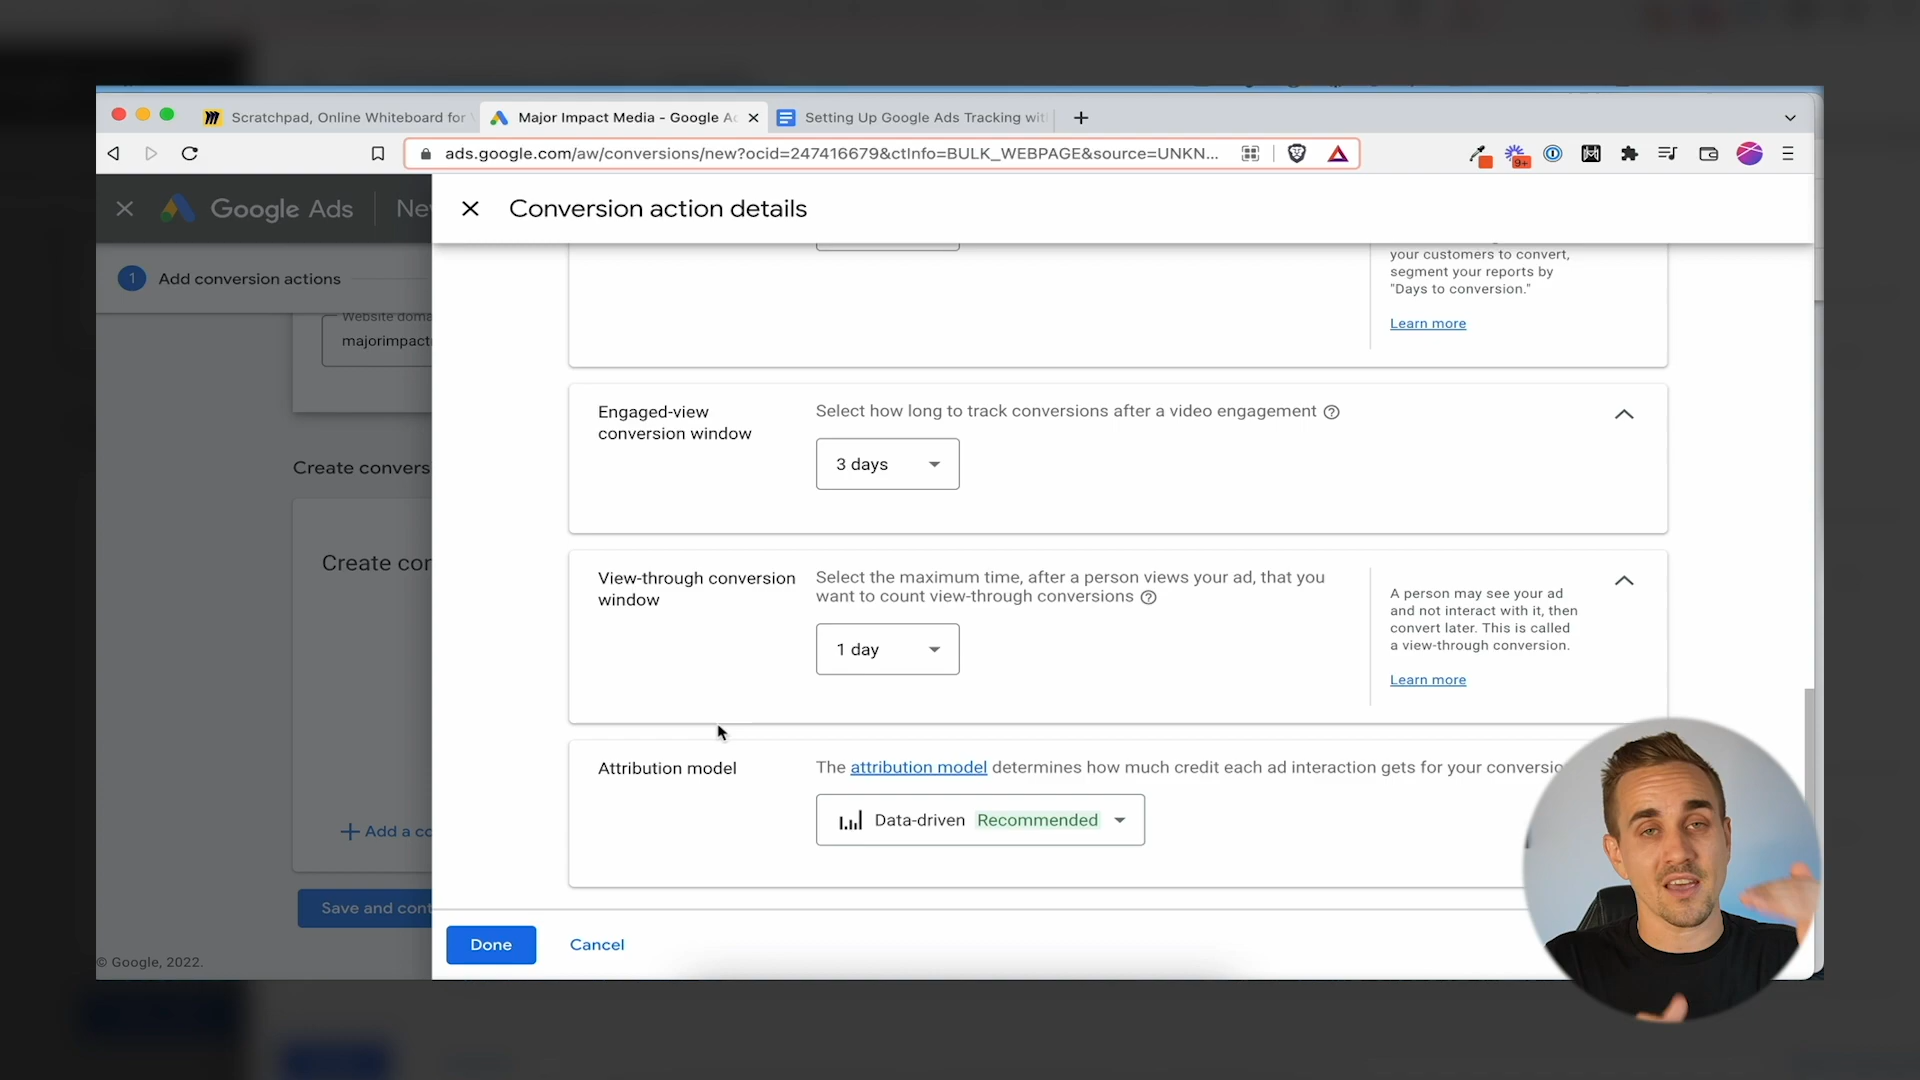 Scratchpad, Online Whiteboard for
Major Impact Media - Google Ad
Setting Up Google Ads Tracking wit
ads.google.com/aw/conversions/new?ocid=247416679&ctInfo=BULK_WEBPAGE&source=UNKN...
9+
Google Ads
New
Conversion action details
1
Add conversion actions
your customers to convert,
segment your reports by
"Days to conversion."
Learn more
Website doma
majorimpact
Engaged-view
conversion window
Select how long to track conversions after a video engagement
3 days
Create convers
Create cor
View-through conversion
window
Select the maximum time, after a person views your ad, that you
want to count view-through conversions
1 day
A person may see your ad
and not interact with it, then
convert later. This is called
a view-through conversion.
Learn more
Attribution model
The attribution model determines how much credit each ad interaction gets for your conversio
Data-driven Recommended
Add a co
Save and cont
Done
Cancel
© Google, 2022.